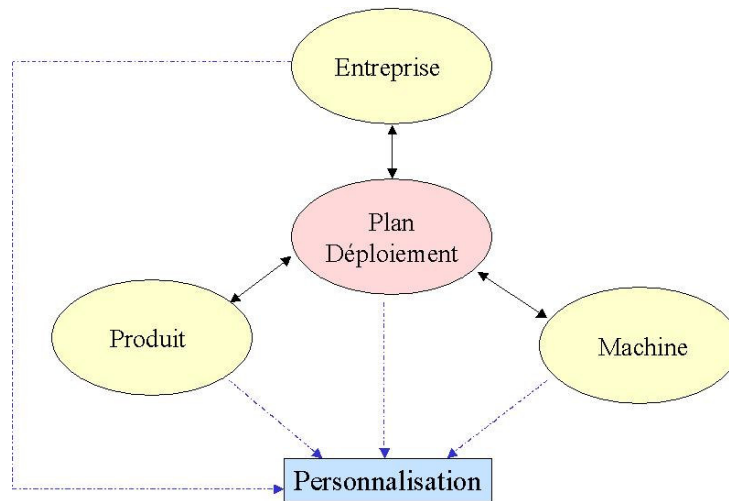 Entreprise
Plan
Déploiement
Produit
Machine
Personnalisation